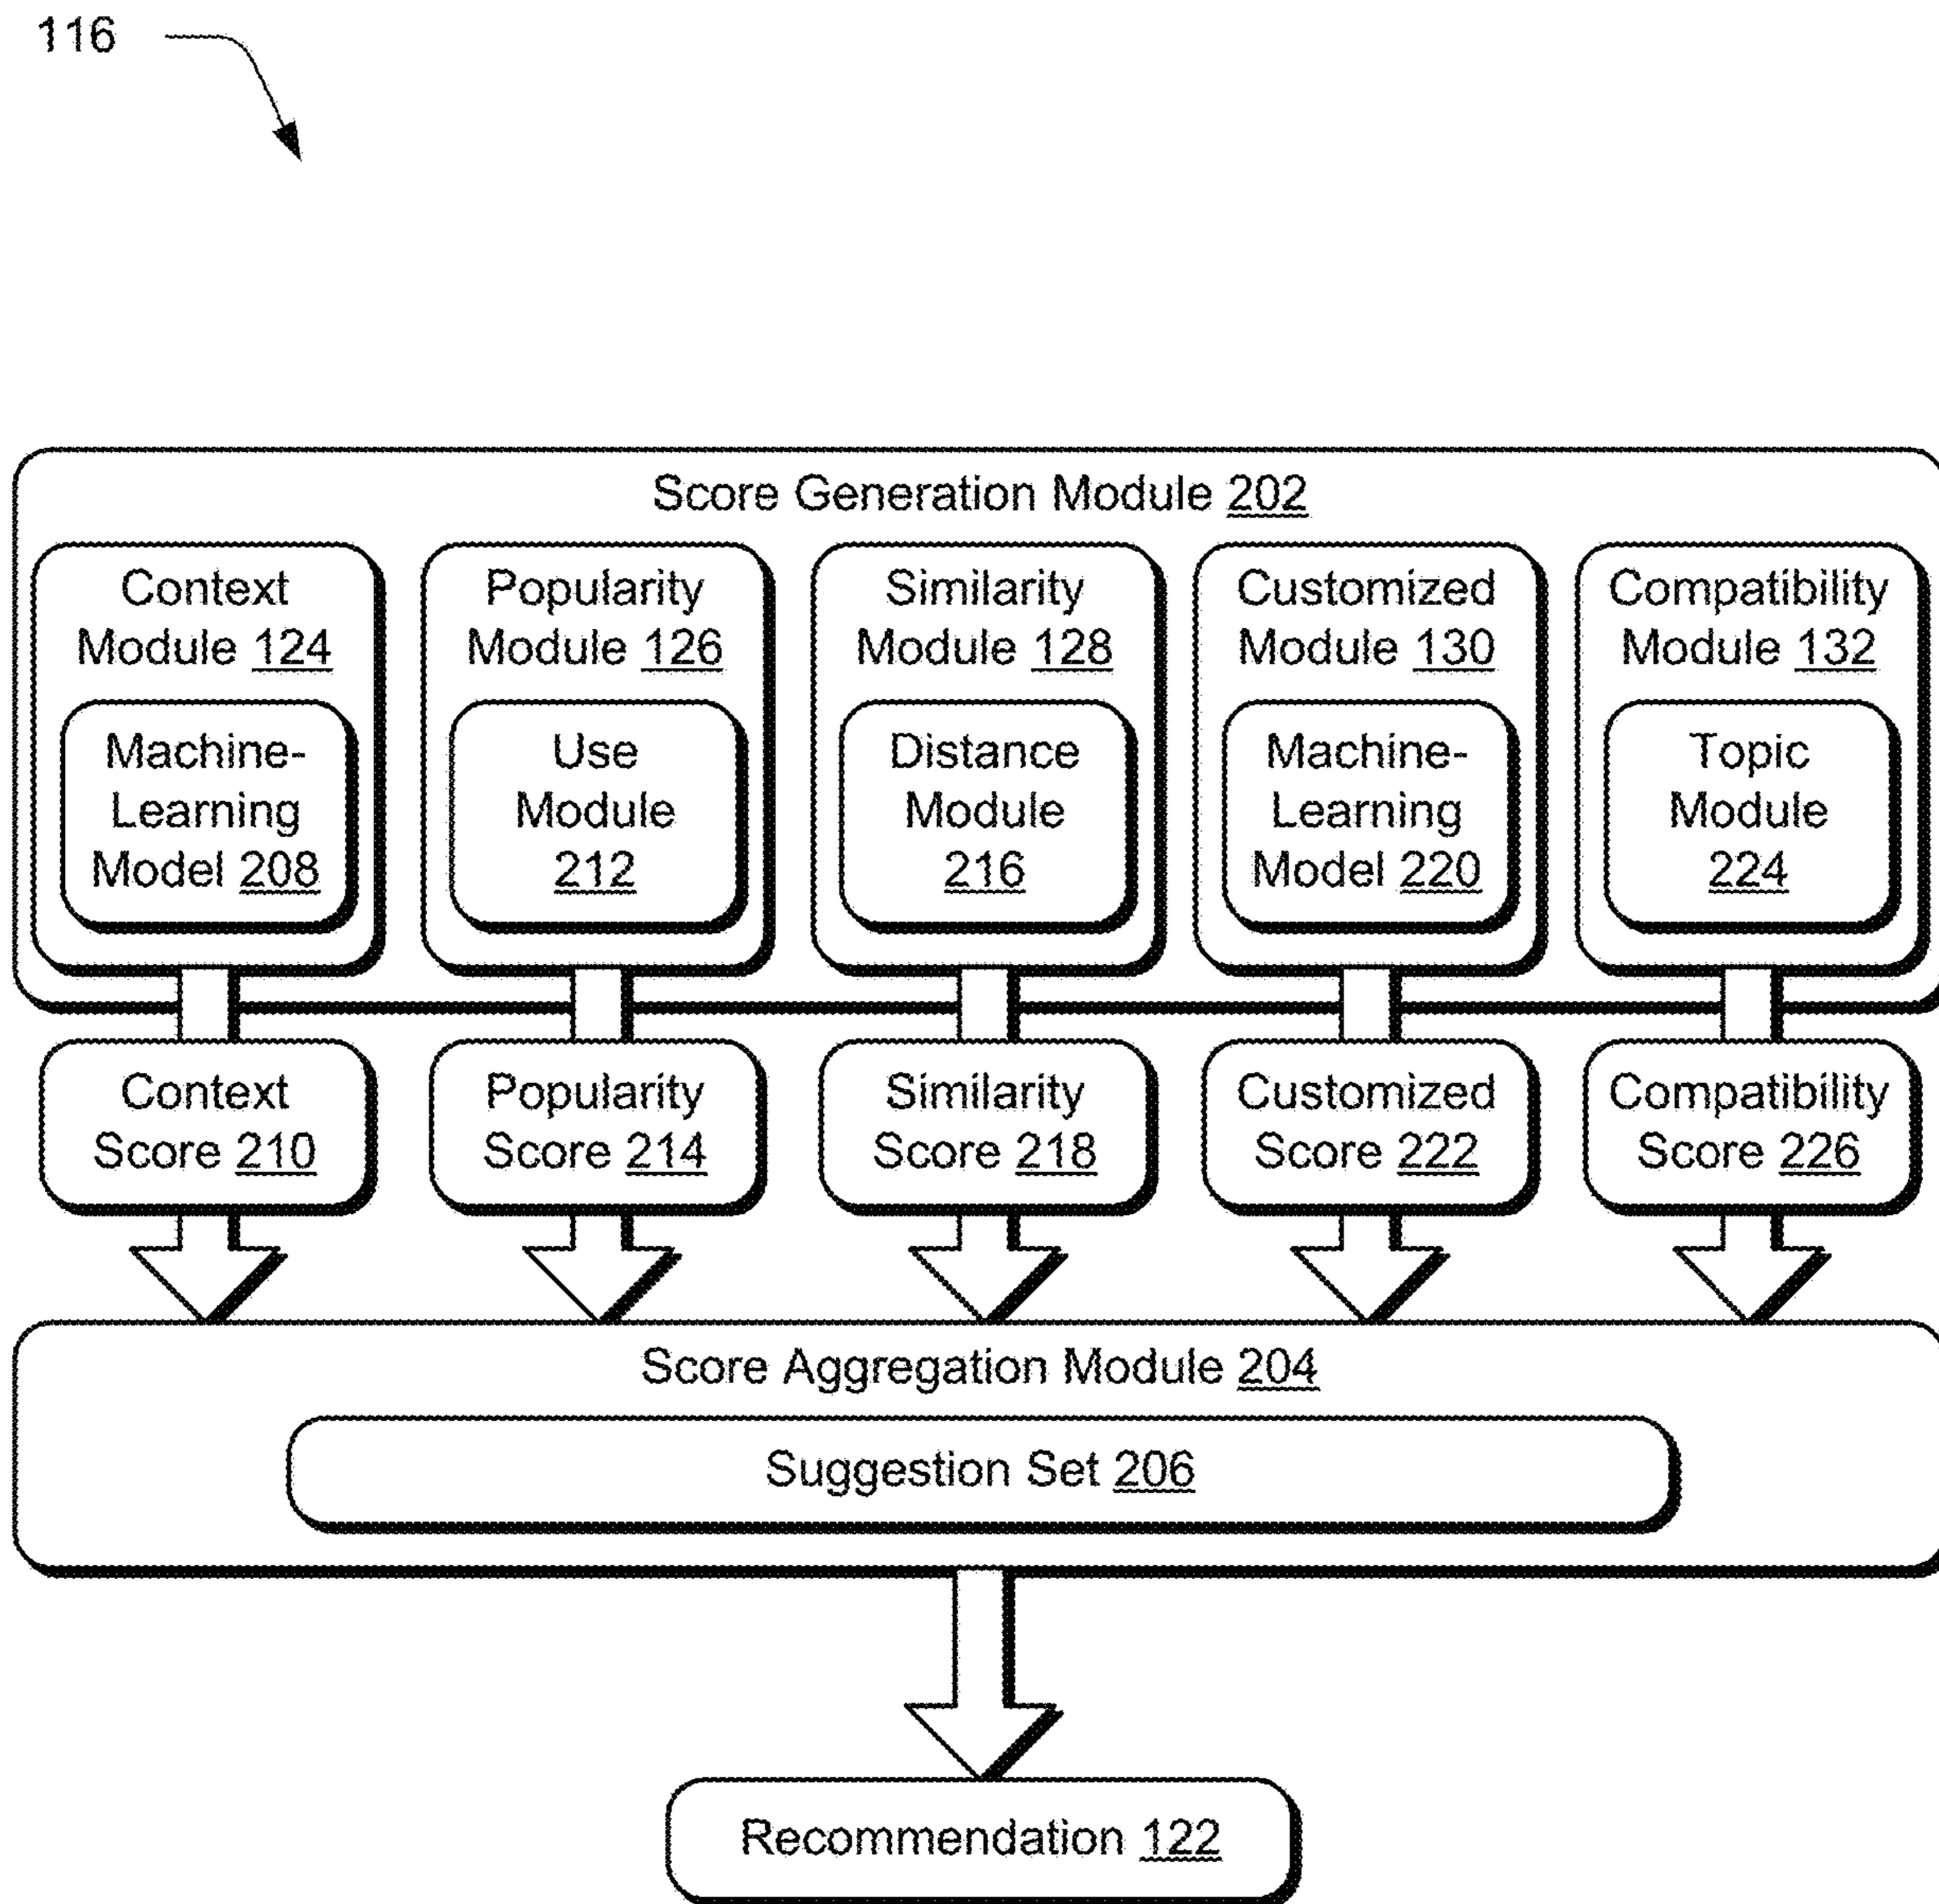 116
Score Generation Module 202
Context
Module 124
Machine-
Learning
Model 208
Popularity
Module 126
Use
Module
212
Similarity
Module 128
Distance
Module
216
Customized
Module 130
Machine-
Learning
Model 220
Compatibility
Module 132
Topic
Module
224
Context
Score 210
Popularity
Score 214
Similarity
Score 218
Customized
Score 222
Compatibility
Score 226
Score Aggregation Module 204
Suggestion Set 206
Recommendation 122